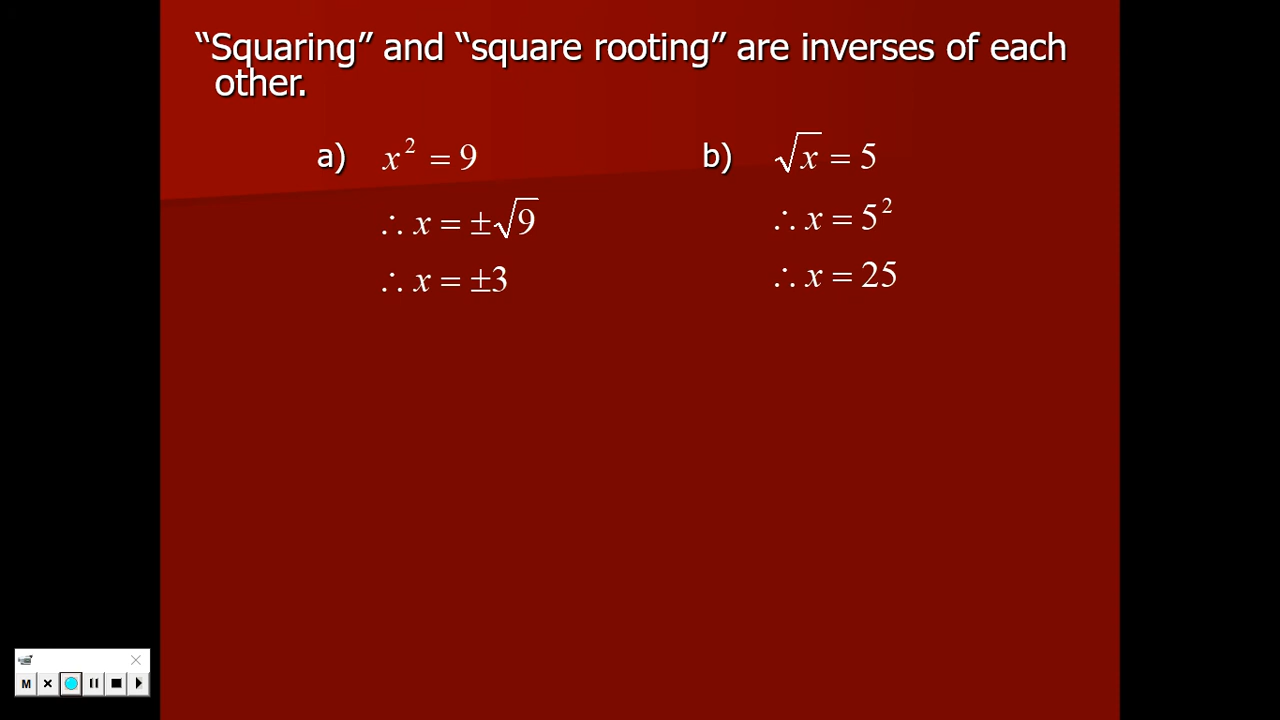 “Squaring” and “square rooting” are inverses of each
other.
a) x² = 9
∴ x = ±√9
∴ x = ±3
b) √x = 5
∴ x = 5²
∴ x = 25
M